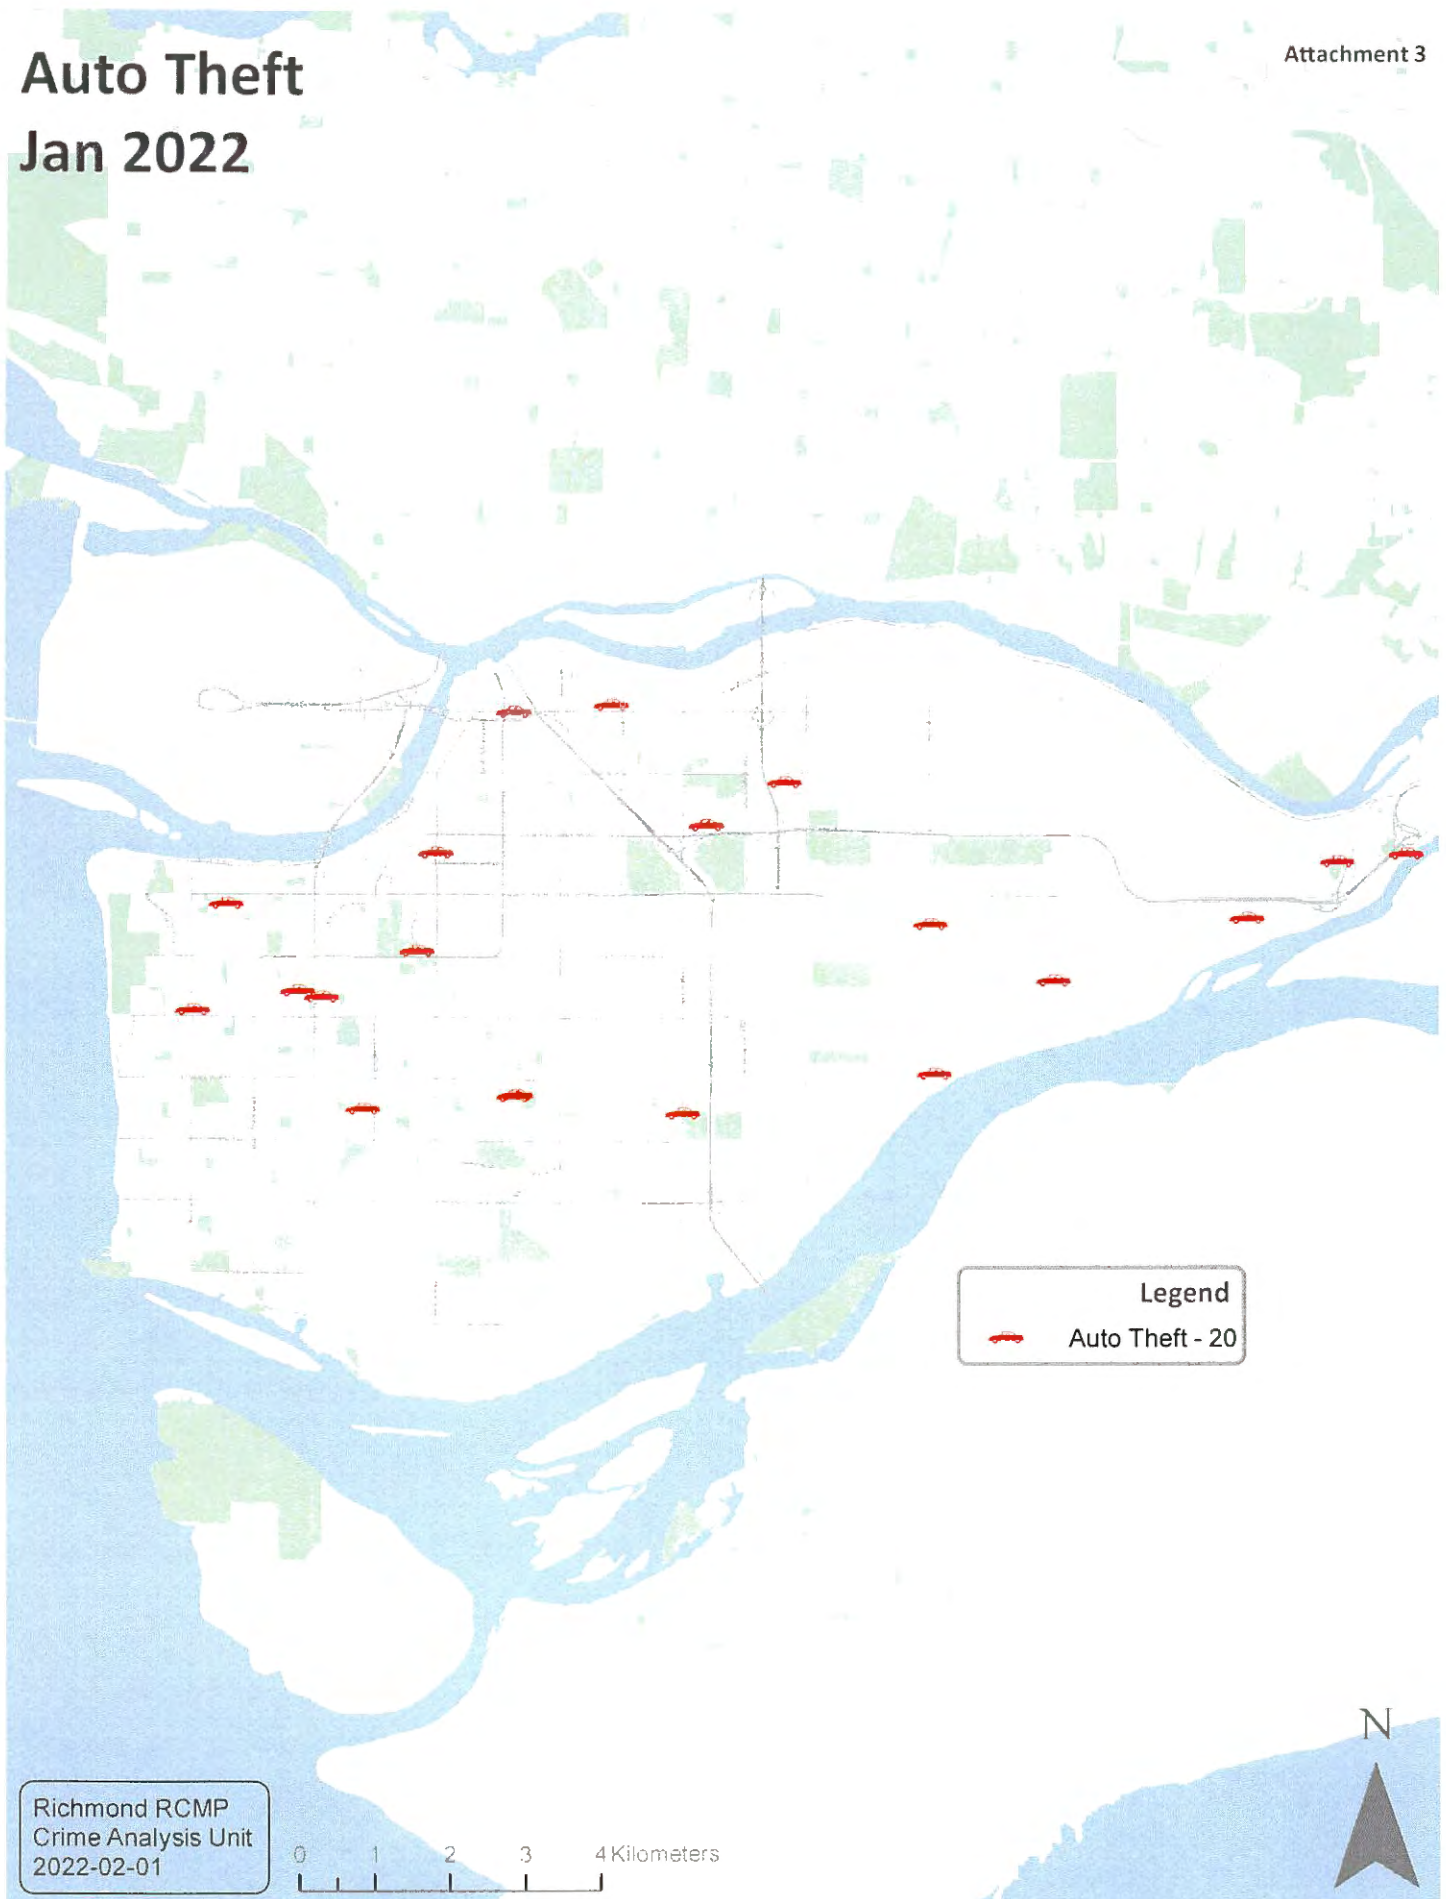 Auto Theft
Jan 2022
Attachment 3
Legend
Auto Theft - 20
N
Richmond RCMP
Crime Analysis Unit
2022-02-01
0 1 2 3 4 Kilometers